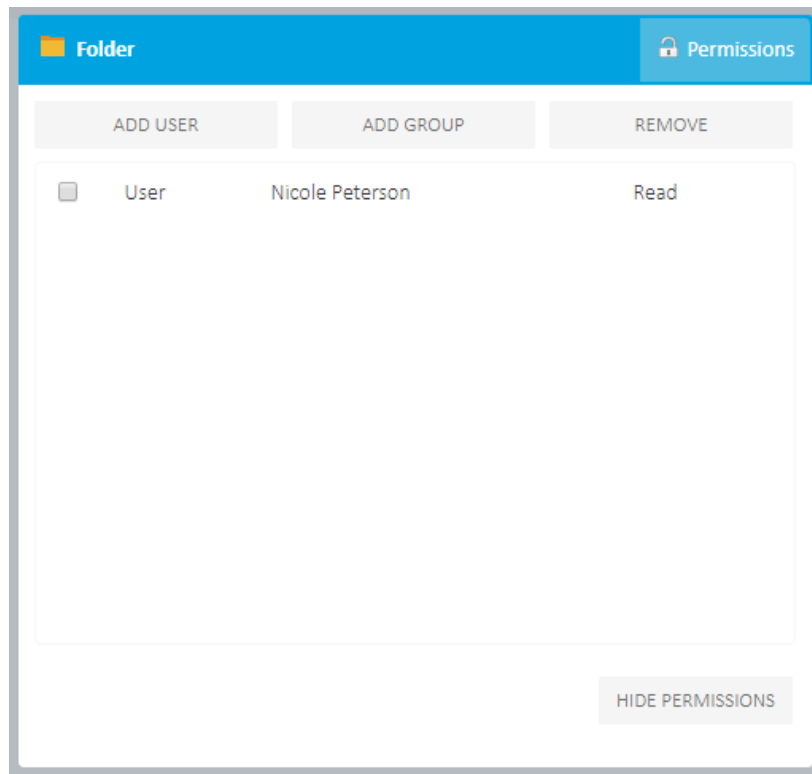 Folder Permissions
ADD USER ADD GROUP REMOVE
User Nicole Peterson Read
HIDE PERMISSIONS